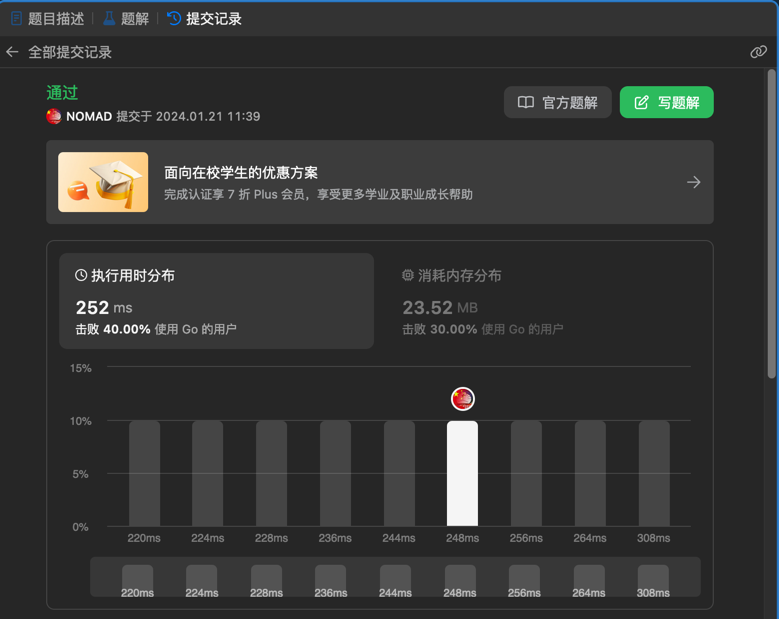 题目描述 题解 提交记录
全部提交记录
通过
NOMAD 提交于 2024.01.21 11:39
官方题解
写题解
面向在校学生的优惠方案
完成认证享 7 折 Plus 会员，享受更多学业及职业成长帮助
执行用时分布
252 ms
击败 40.00% 使用 Go 的用户
消耗内存分布
23.52 MB
击败 30.00% 使用 Go 的用户
15%
10%
5%
0%
220ms 224ms 228ms 236ms 244ms 248ms 256ms 264ms 308ms
220ms 224ms 228ms 236ms 244ms 248ms 256ms 264ms 308ms